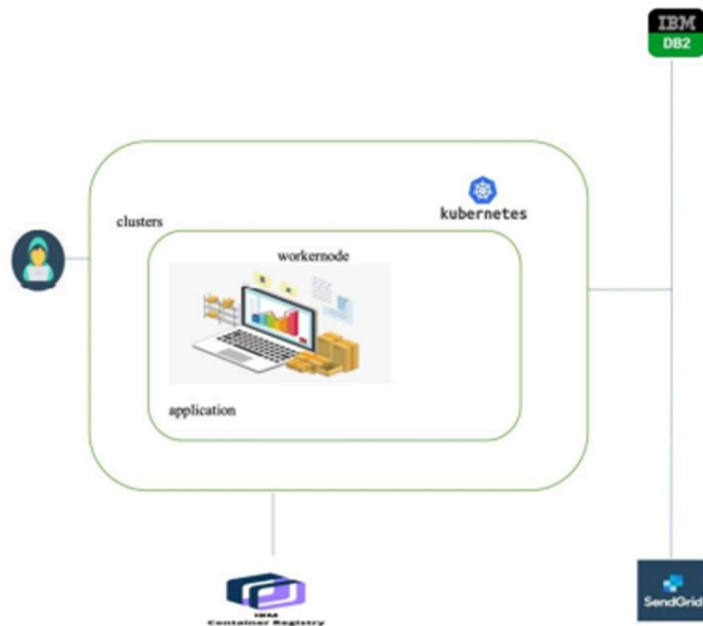 IBM
DB2
kubernetes
clusters
workernode
application
IBM
Container Registry
SendGrid